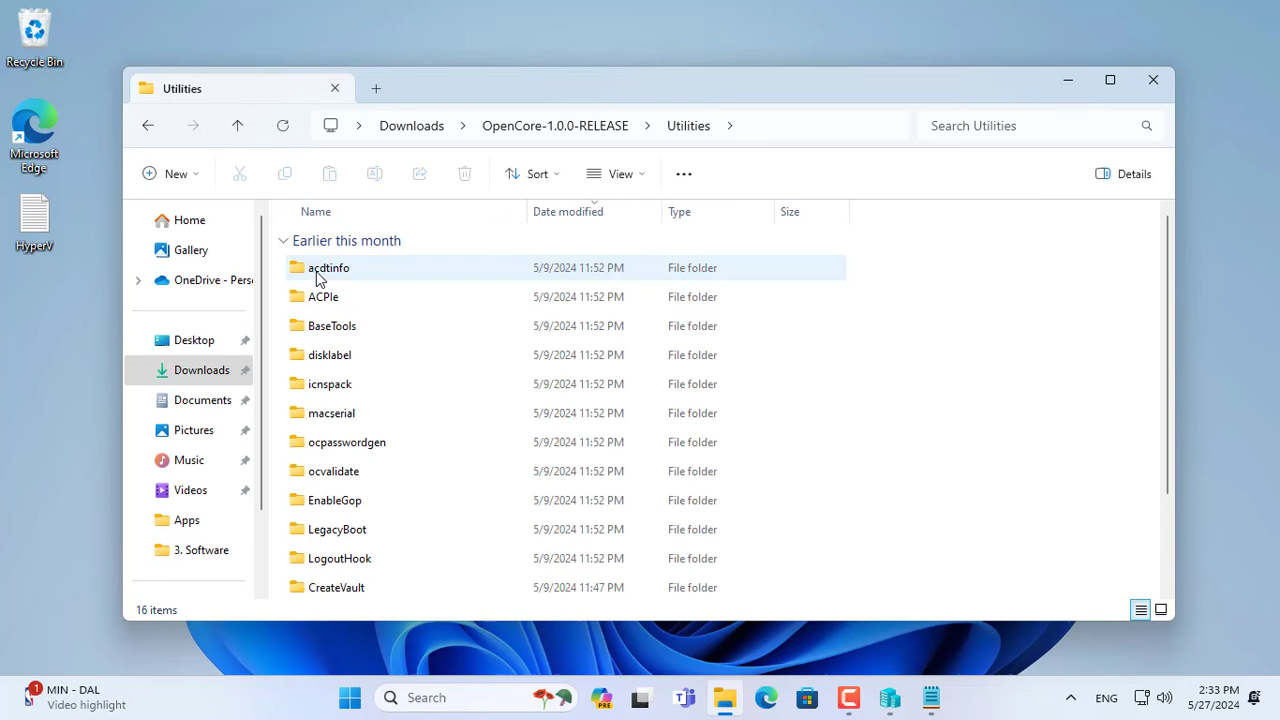 Recycle Bin
Microsoft
Edge
HyperV
Utilities
Downloads
OpenCore-1.0.0-RELEASE
Utilities
Search Utilities
New
Sort
View
Details
Home
Gallery
OneDrive - Pers
Desktop
Downloads
Documents
Pictures
Music
Videos
Apps
3. Software
Name Date modified Type Size
Earlier this month
acdtinfo 5/9/2024 11:52 PM File folder
ACPIe 5/9/2024 11:52 PM File folder
BaseTools 5/9/2024 11:52 PM File folder
disklabel 5/9/2024 11:52 PM File folder
icnspack 5/9/2024 11:52 PM File folder
macserial 5/9/2024 11:52 PM File folder
ocpasswordgen 5/9/2024 11:52 PM File folder
ocvalidate 5/9/2024 11:52 PM File folder
EnableGop 5/9/2024 11:52 PM File folder
LegacyBoot 5/9/2024 11:52 PM File folder
LogoutHook 5/9/2024 11:52 PM File folder
CreateVault 5/9/2024 11:47 PM File folder
16 items
1
MIN - DAL
Video highlight
Search
PRE
ENG
2:33 PM
5/27/2024